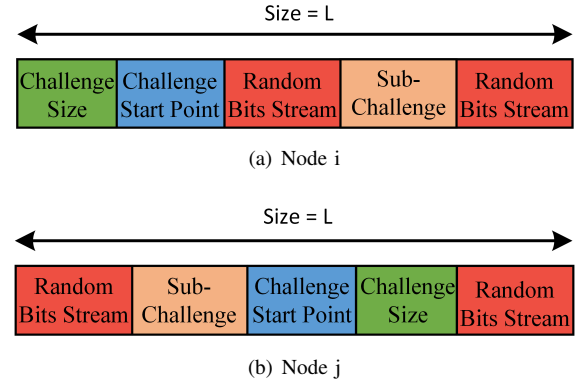 Size = L
Challenge Size
Challenge Start Point
Random Bits Stream
Sub-Challenge
Random Bits Stream
(a) Node i
Size = L
Random Bits Stream
Sub-Challenge
Challenge Start Point
Challenge Size
Random Bits Stream
(b) Node j